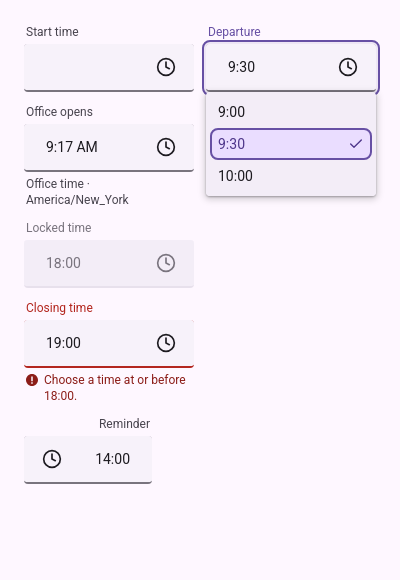 Start time
Departure
9:30
9:00
9:30
10:00
Office opens
9:17 AM
Office time ·
America/New_York
Locked time
18:00
Closing time
19:00
Choose a time at or before
18:00.
Reminder
14:00